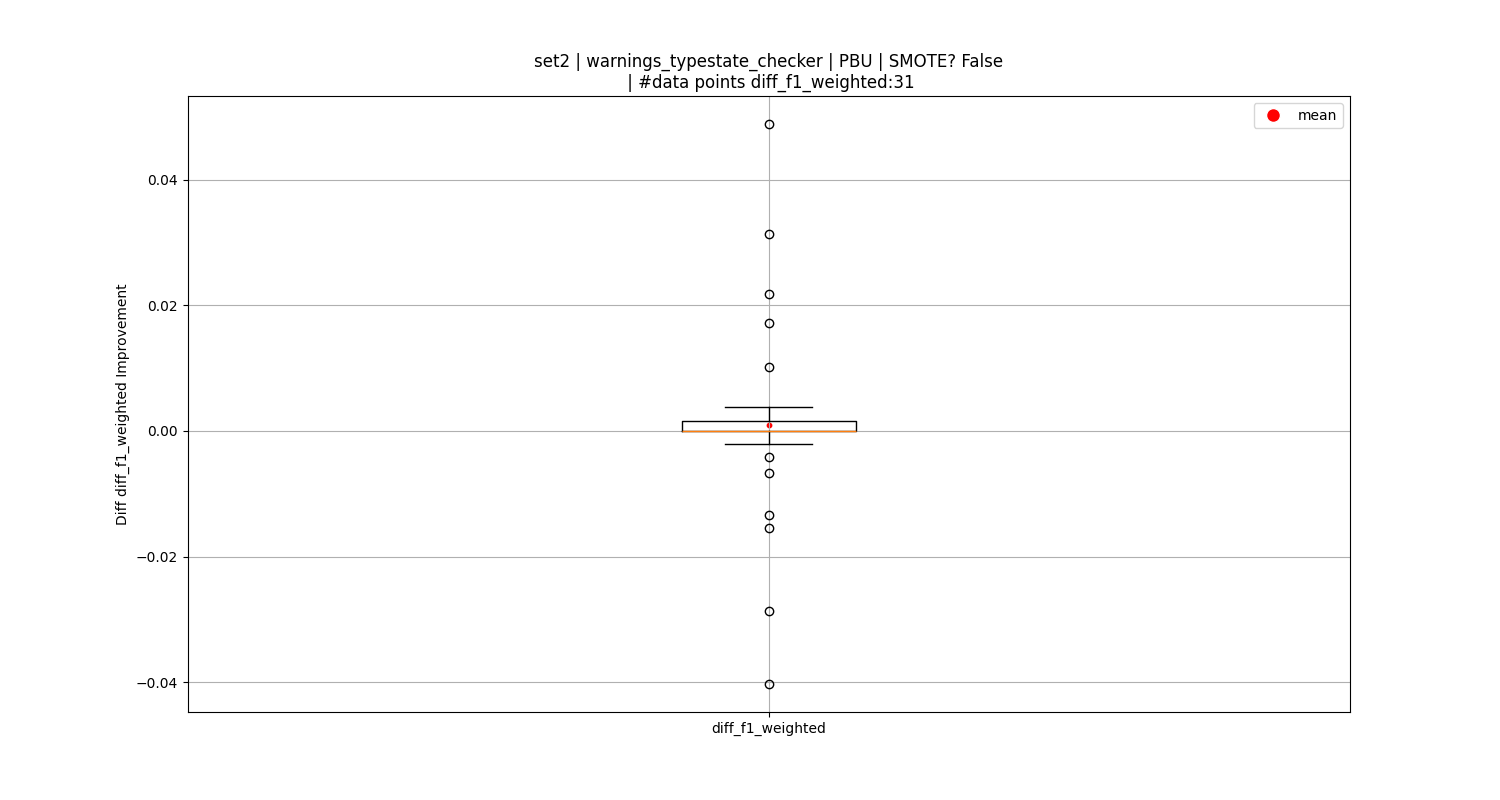 set2 | warnings_typestate_checker | PBU | SMOTE? False
| #data points diff_f1_weighted:31
mean
0.04
0.02
0.00
−0.02
−0.04
Diff diff_f1_weighted Improvement
diff_f1_weighted